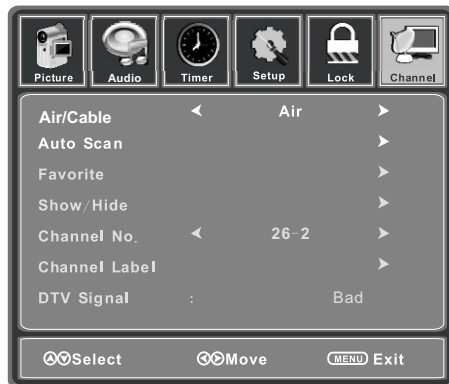 Picture Audio Timer Setup Lock Channel
Air/Cable Air
Auto Scan
Favorite
Show/Hide
Channel No. 26-2
Channel Label
DTV Signal : Bad
Select Move MENU Exit